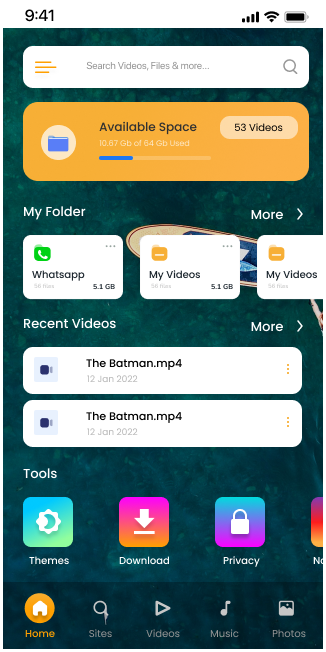 9:41
Search Videos, Files & more...
Available Space
53 Videos
10.67 Gb of 64 Gb Used
My Folder
More
Whatsapp
56 files
5.1 GB
My Videos
56 files
5.1 GB
My Videos
56 files
Recent Videos
More
The Batman.mp4
12 Jan 2022
The Batman.mp4
12 Jan 2022
Tools
Themes
Download
Privacy
Home
Sites
Videos
Music
Photos